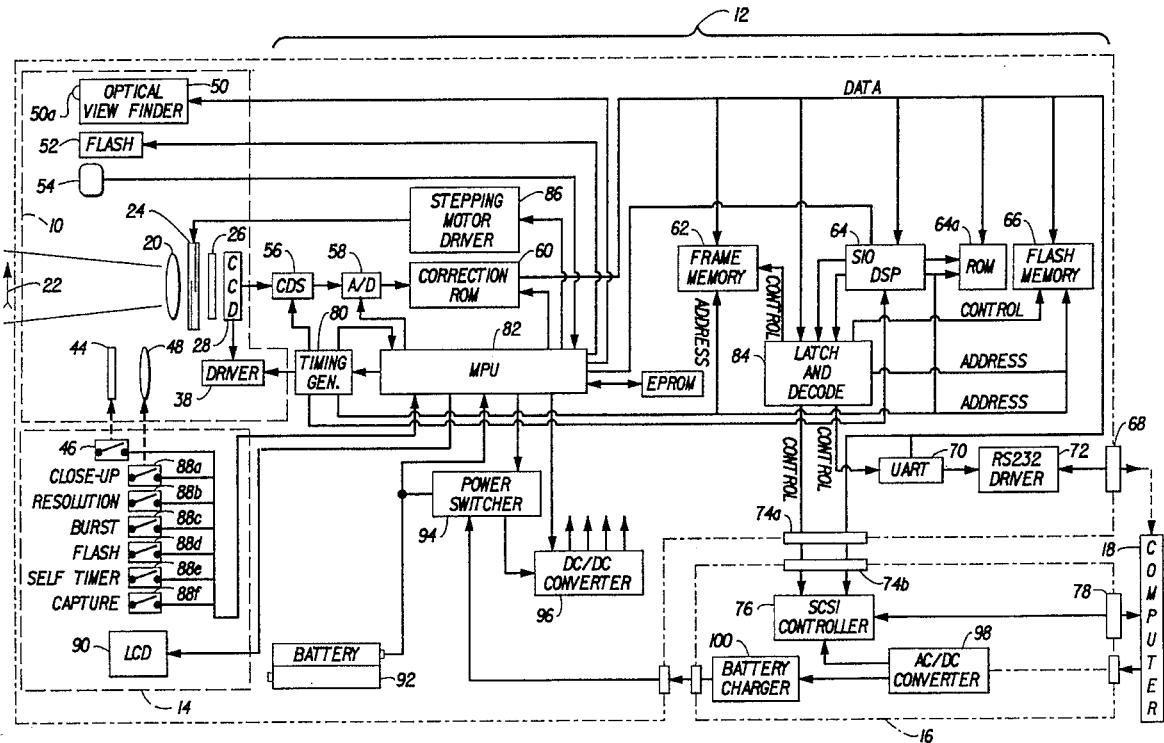 12
OPTICAL
VIEW FINDER
50
50a
DATA
52
FLASH
54
10
24
26
20
22
C
C
D
28
56
CDS
58
A/D
STEPPING
MOTOR
DRIVER
86
60
CORRECTION
ROM
62
FRAME
MEMORY
64
SIO
DSP
64a
ROM
66
FLASH
MEMORY
CONTROL
CONTROL
ADDRESS
44
48
DRIVER
38
80
TIMING
GEN.
82
MPU
EPROM
84
LATCH
AND
DECODE
ADDRESS
ADDRESS
46
CLOSE-UP
88a
RESOLUTION
88b
BURST
88c
FLASH
88d
SELF TIMER
88e
CAPTURE
88f
90
LCD
14
POWER
SWITCHER
94
DC/DC
CONVERTER
96
BATTERY
92
CONTROL
CONTROL
70
UART
72
RS232
DRIVER
68
74a
74b
76
SCSI
CONTROLLER
78
18
C
O
M
P
U
T
E
R
100
BATTERY
CHARGER
98
AC/DC
CONVERTER
16